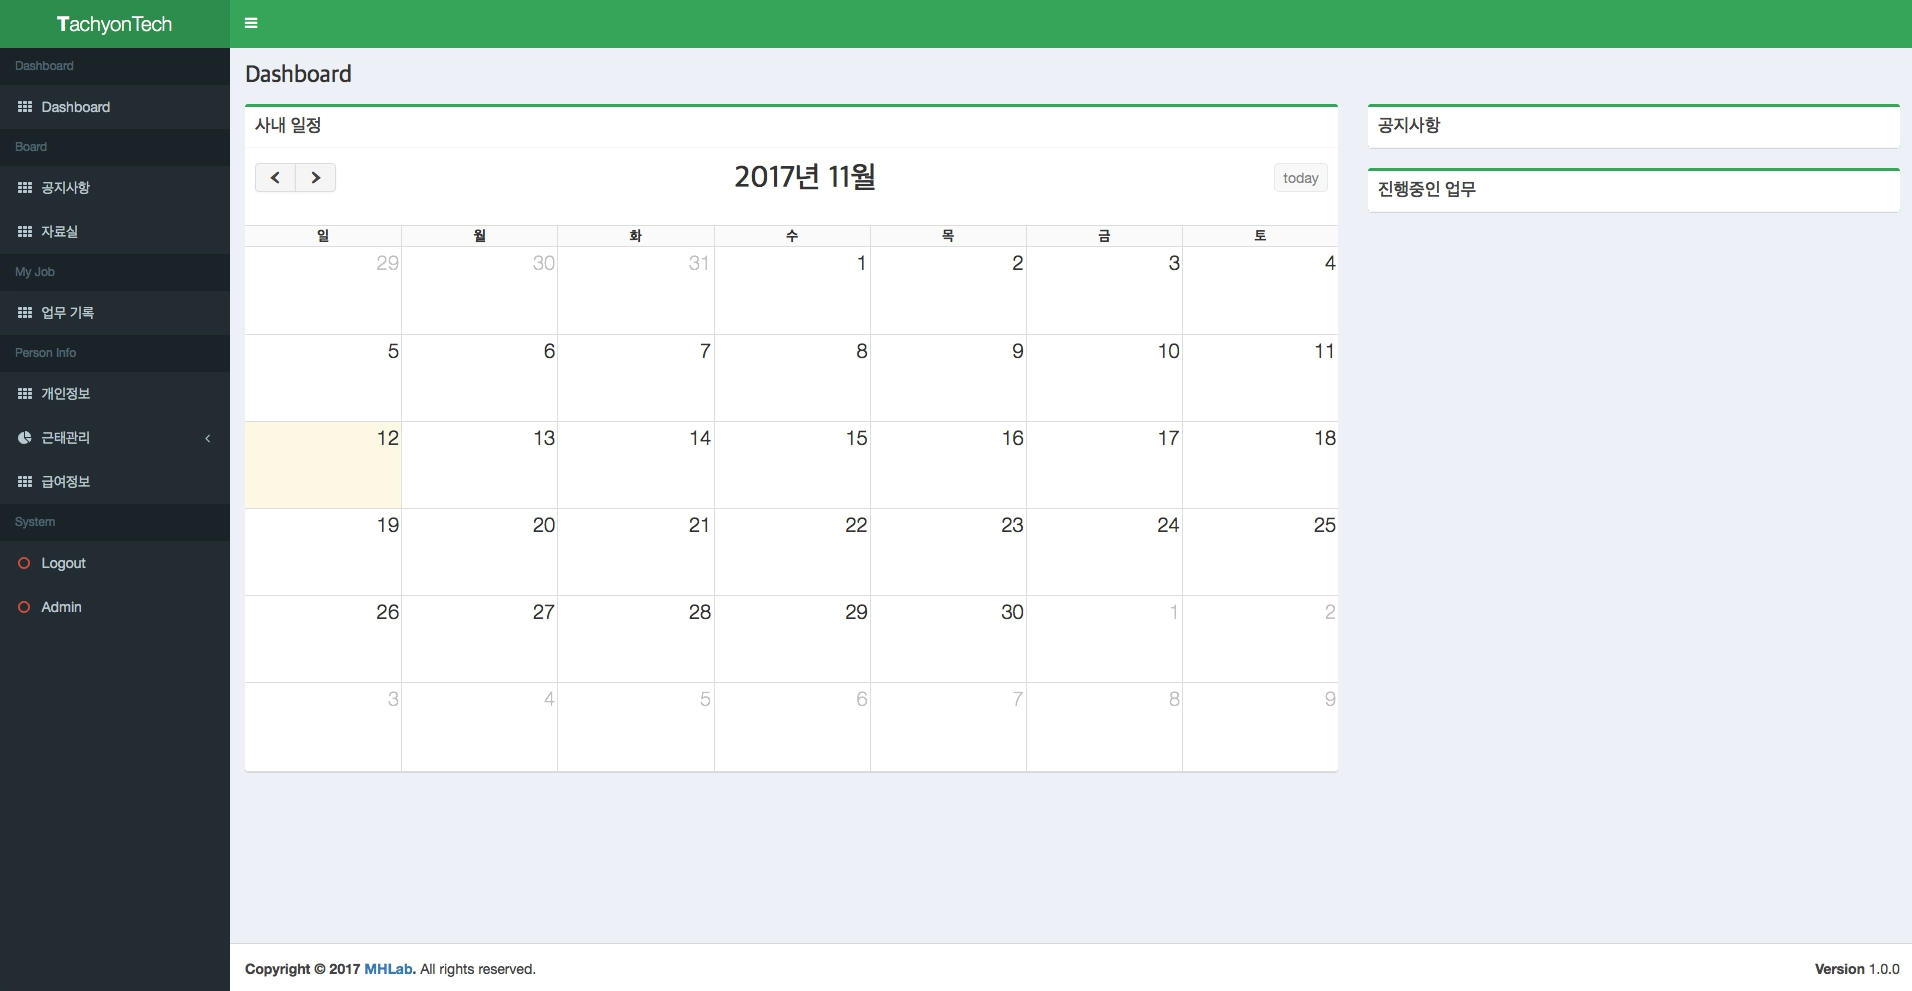 TachyonTech
Dashboard
Dashboard
Board
공지사항
자료실
My Job
업무 기록
Person Info
개인정보
근태관리
급여정보
System
Logout
Admin
Dashboard
사내 일정
2017년 11월
today
일 월 화 수 목 금 토
29 30 31 1 2 3 4
5 6 7 8 9 10 11
12 13 14 15 16 17 18
19 20 21 22 23 24 25
26 27 28 29 30 1 2
3 4 5 6 7 8 9
공지사항
진행중인 업무
Copyright © 2017 MHLab. All rights reserved.
Version 1.0.0